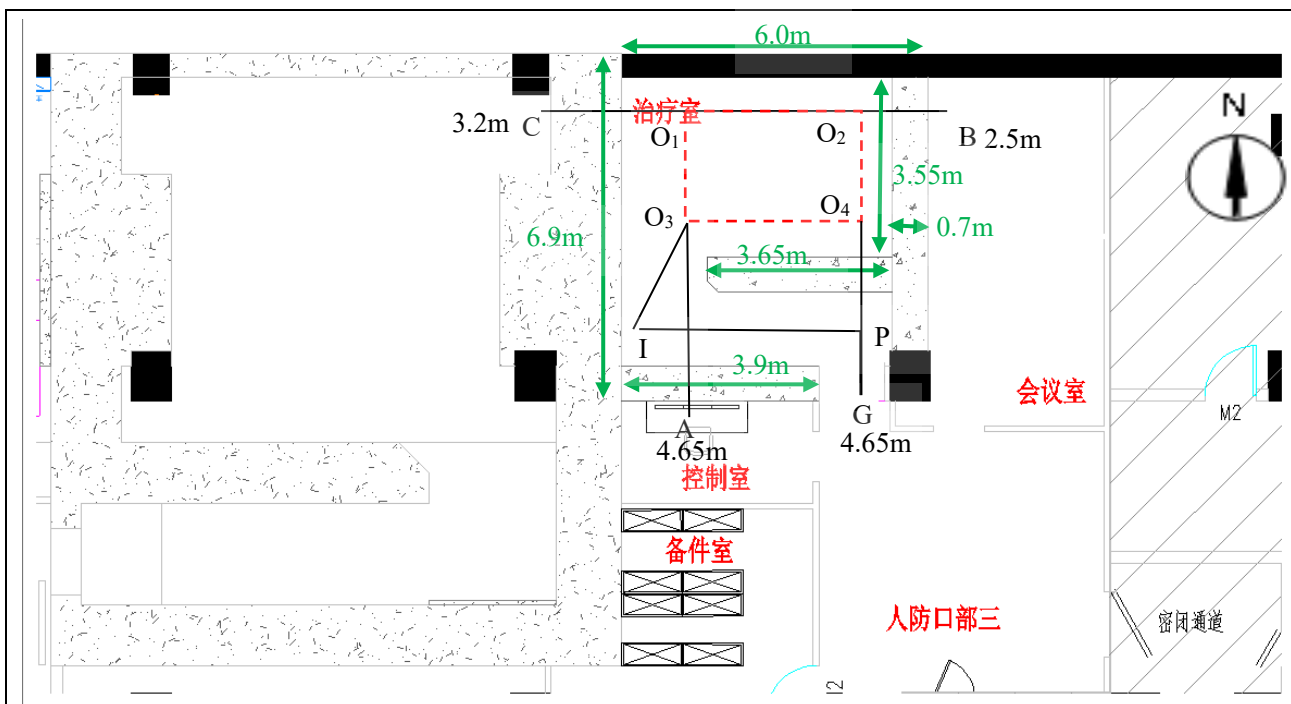 6.0m
治疗室
N
3.2m
C
O1
O2
B
2.5m
3.55m
O3
O4
0.7m
6.9m
3.65m
I
P
3.9m
会议室
A
G
M2
4.65m
4.65m
控制室
备件室
人防口部三
密闭通道